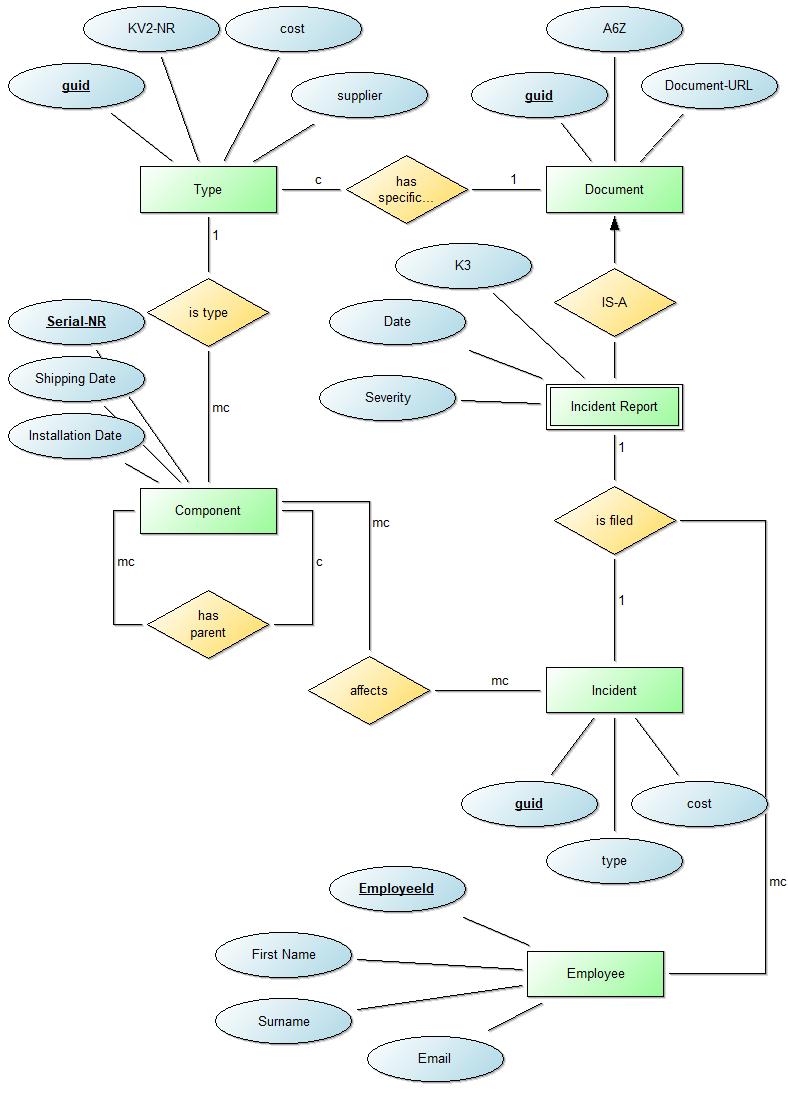 KV2-NR
cost
A6Z
guid
supplier
guid
Document-URL
Type
c
has
specific...
1
Document
1
K3
is type
IS-A
Serial-NR
Date
Shipping Date
Severity
mc
Incident Report
Installation Date
1
Component
mc
is filed
mc
c
1
has
parent
affects
mc
Incident
guid
cost
type
mc
EmployeeId
First Name
Employee
Surname
Email